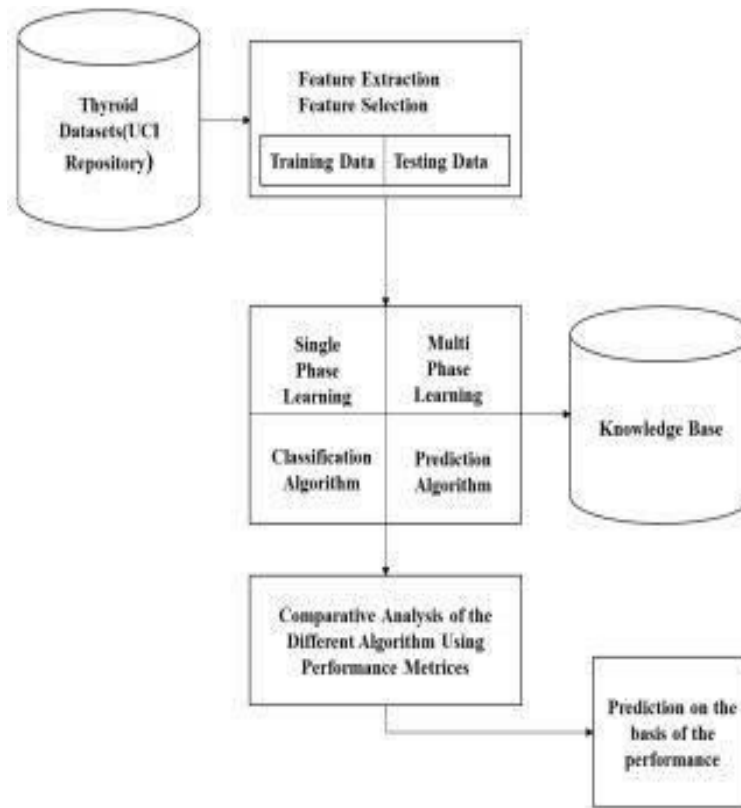 Thyroid
Datasets(UCI
Repository)
Feature Extraction
Feature Selection
Training Data
Testing Data
Single
Phase
Learning
Multi
Phase
Learning
Classification
Algorithm
Prediction
Algorithm
Knowledge Base
Comparative Analysis of the
Different Algorithm Using
Performance Metrices
Prediction on the
basis of the
performance